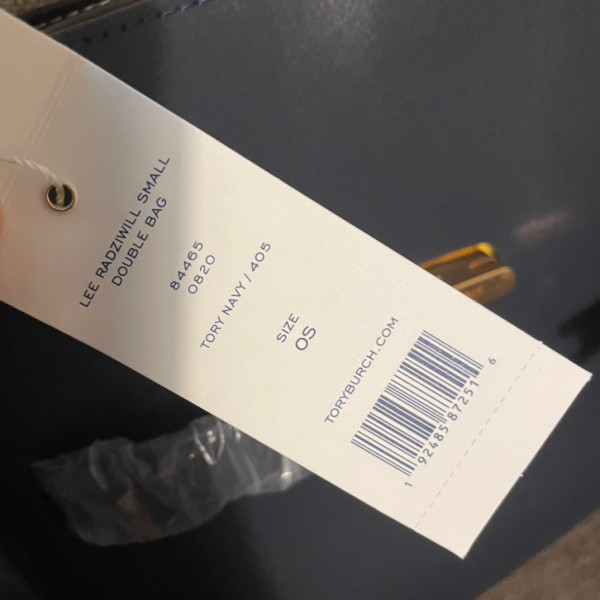 LEE RADZIWILL SMALL
DOUBLE BAG
84465
0820
TORY NAVY / 405
SIZE
OS
TORYBURCH.COM
1 92485 87251 6